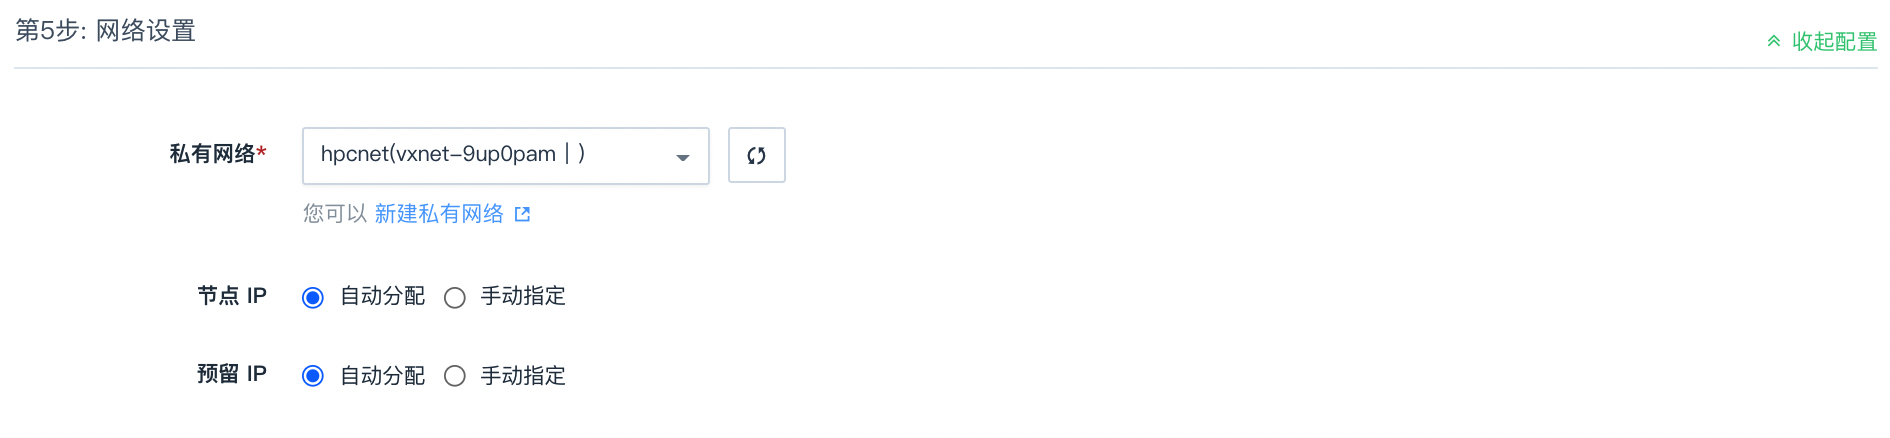 第5步: 网络设置
收起配置
私有网络* hpcnet(vxnet-9up0pam | )
您可以 新建私有网络
节点 IP 自动分配 手动指定
预留 IP 自动分配 手动指定